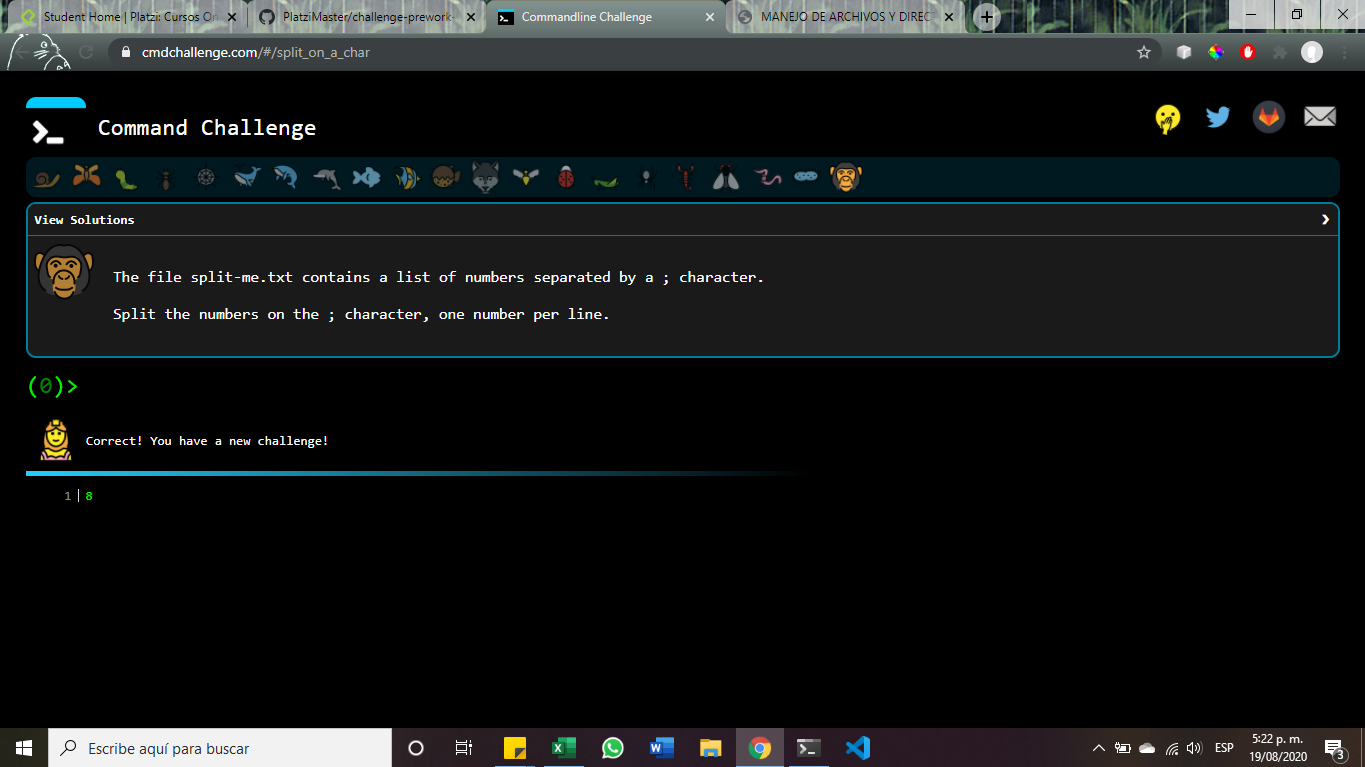 Student Home | Platzi: Cursos On
PlatziMaster/challenge-prework-
Commandline Challenge
MANEJO DE ARCHIVOS Y DIREC
cmdchallenge.com/#/split_on_a_char
Command Challenge
View Solutions
The file split-me.txt contains a list of numbers separated by a ; character.
Split the numbers on the ; character, one number per line.
(0)>
Correct! You have a new challenge!
1 | 8
Escribe aquí para buscar
ESP
5:22 p. m.
19/08/2020
3